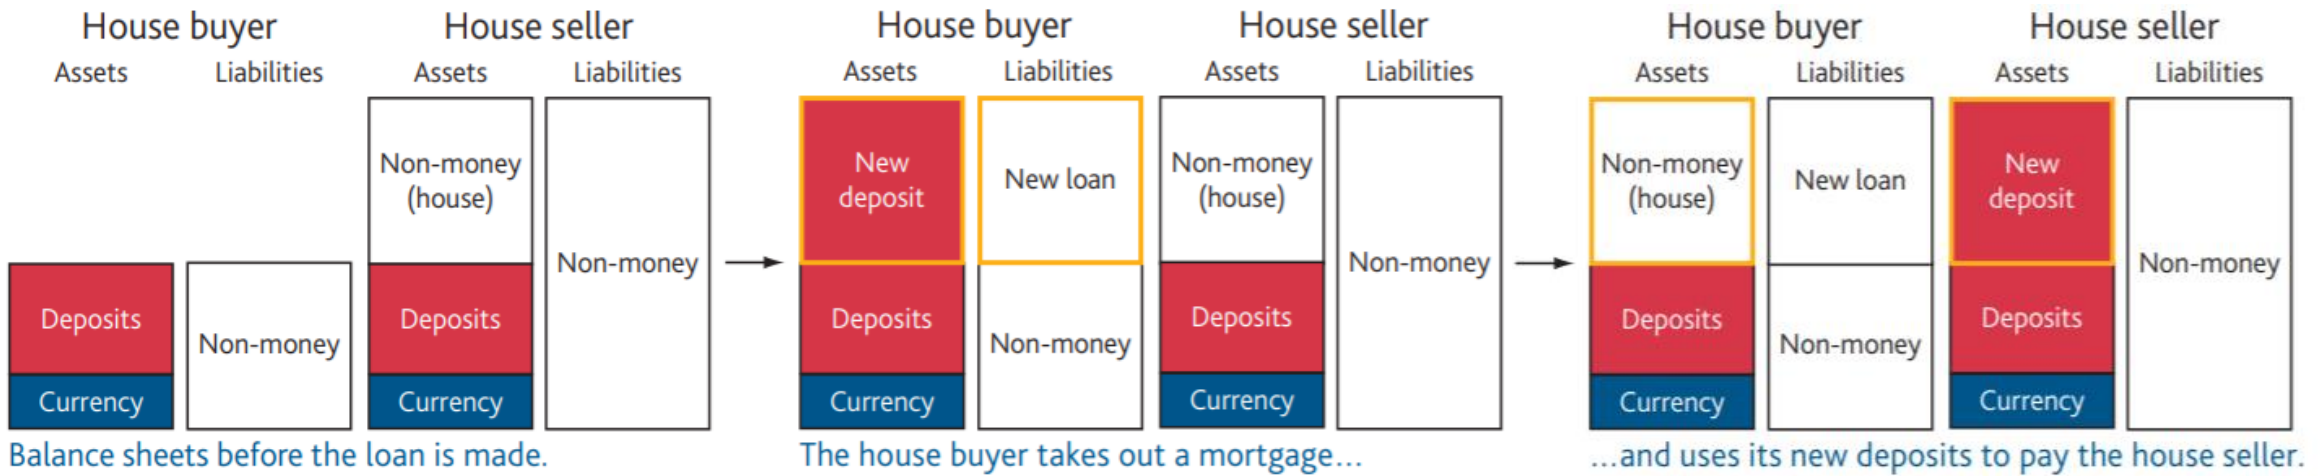 House buyer
House seller
Assets
Liabilities
Assets
Liabilities
Non-money
(house)
Non-money
Deposits
Non-money
Deposits
Currency
Currency
Balance sheets before the loan is made.
House buyer
House seller
Assets
Liabilities
Assets
Liabilities
New
deposit
New loan
Non-money
(house)
Non-money
Deposits
Non-money
Deposits
Currency
Currency
The house buyer takes out a mortgage…
House buyer
House seller
Assets
Liabilities
Assets
Liabilities
Non-money
(house)
New loan
New
deposit
Non-money
Deposits
Non-money
Deposits
Currency
Currency
…and uses its new deposits to pay the house seller.